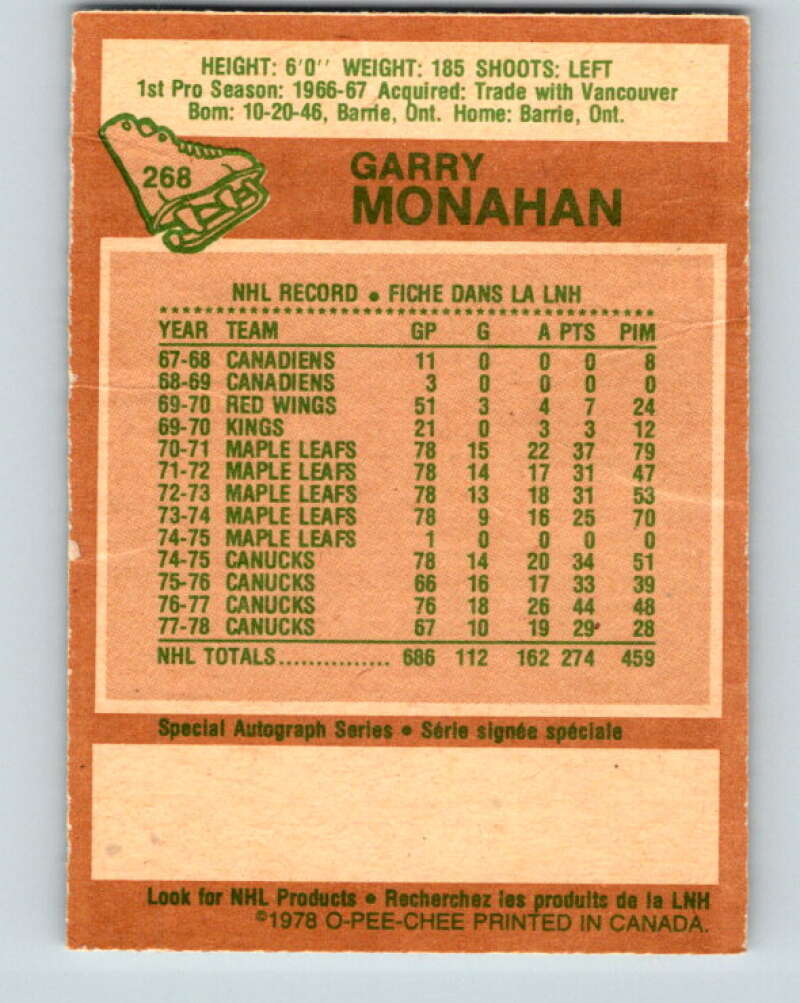 HEIGHT: 6'0'' WEIGHT: 185 SHOOTS: LEFT
1st Pro Season: 1966-67 Acquired: Trade with Vancouver
Born: 10-20-46, Barrie, Ont. Home: Barrie, Ont.
268
GARRY
MONAHAN
NHL RECORD • FICHE DANS LA LNH
YEAR TEAM GP G A PTS PIM
67-68 CANADIENS 11 0 0 0 8
68-69 CANADIENS 3 0 0 0 0
69-70 RED WINGS 51 3 4 7 24
69-70 KINGS 21 0 3 3 12
70-71 MAPLE LEAFS 78 15 22 37 79
71-72 MAPLE LEAFS 78 14 17 31 47
72-73 MAPLE LEAFS 78 13 18 31 53
73-74 MAPLE LEAFS 78 9 16 25 70
74-75 MAPLE LEAFS 1 0 0 0 0
74-75 CANUCKS 78 14 20 34 51
75-76 CANUCKS 66 16 17 33 39
76-77 CANUCKS 76 18 26 44 48
77-78 CANUCKS 67 10 19 29 28
NHL TOTALS............... 686 112 162 274 459
Special Autograph Series • Série signée spéciale
Look for NHL Products • Recherchez les produits de la LNH
©1978 O-PEE-CHEE PRINTED IN CANADA.